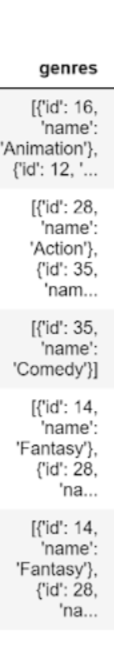 genres
[{'id': 16,
'name':
'Animation'},
{'id': 12, '...
[{'id': 28,
'name':
'Action'},
{'id': 35,
'nam...
[{'id': 35,
'name':
'Comedy'}]
[{'id': 14,
'name':
'Fantasy'},
{'id': 28,
'na...
[{'id': 14,
'name':
'Fantasy'},
{'id': 28,
'na...